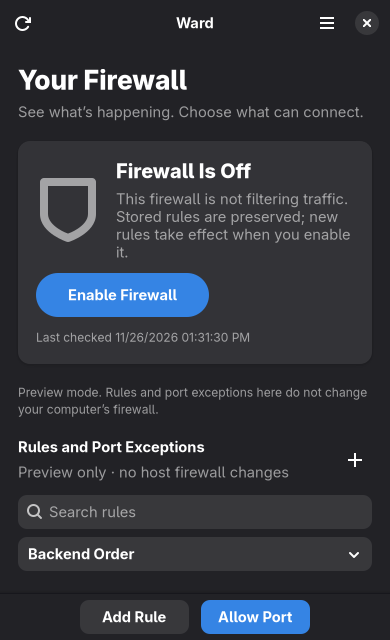 Ward
Your Firewall
See what’s happening. Choose what can connect.
Firewall Is Off
This firewall is not filtering traffic.
Stored rules are preserved; new
rules take effect when you enable
it.
Enable Firewall
Last checked 11/26/2026 01:31:30 PM
Preview mode. Rules and port exceptions here do not change
your computer’s firewall.
Rules and Port Exceptions
Preview only · no host firewall changes
Search rules
Backend Order
Add Rule
Allow Port